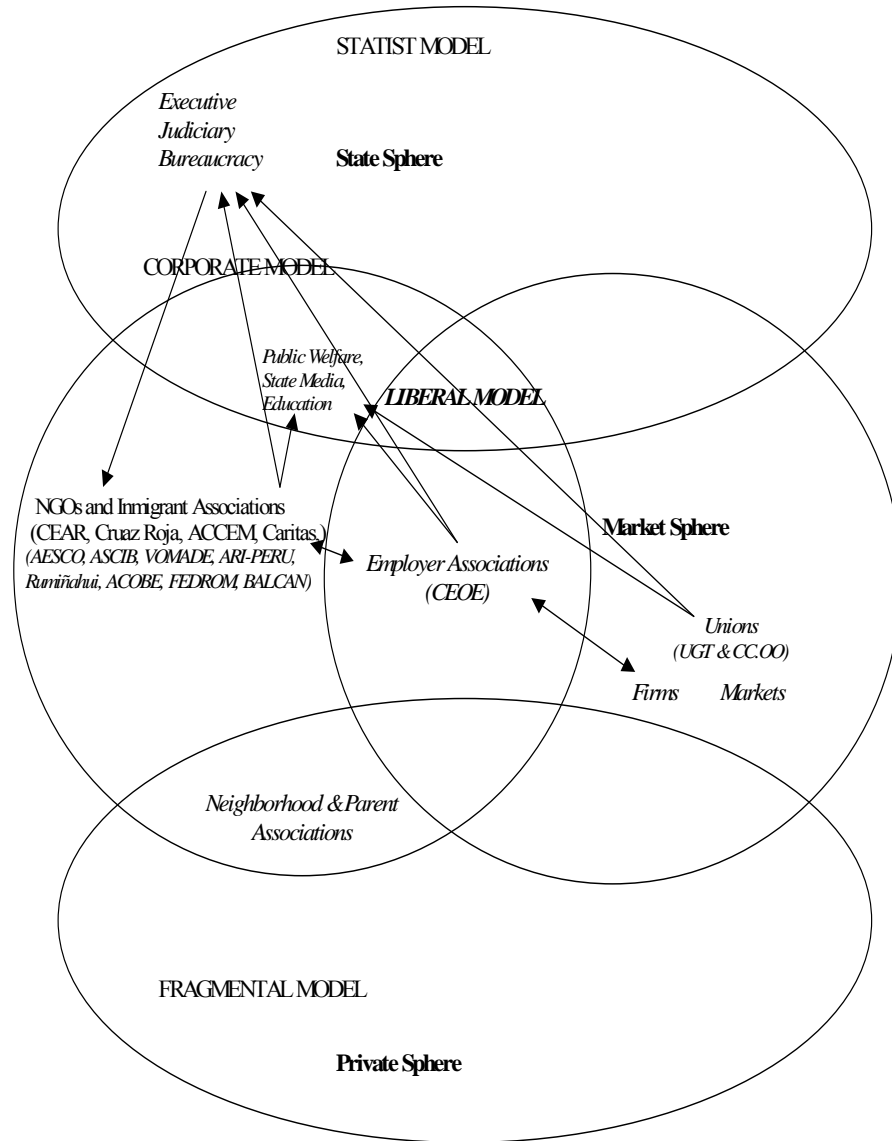 STATIST MODEL
Executive
Judiciary
Bureaucracy
State Sphere
CORPORATE MODEL
Public Welfare,
State Media,
Education
LIBERAL MODEL
NGOs and Inmigrant Associations
(CEAR, Cruaz Roja, ACCEM, Caritas,)
(AESCO, ASCIB, VOMADE, ARI-PERU,
Rumiñahui, ACOBE, FEDROM, BALCAN)
Market Sphere
Employer Associations
(CEOE)
Unions
(UGT & CC.OO)
Firms Markets
Neighborhood & Parent
Associations
FRAGMENTAL MODEL
Private Sphere